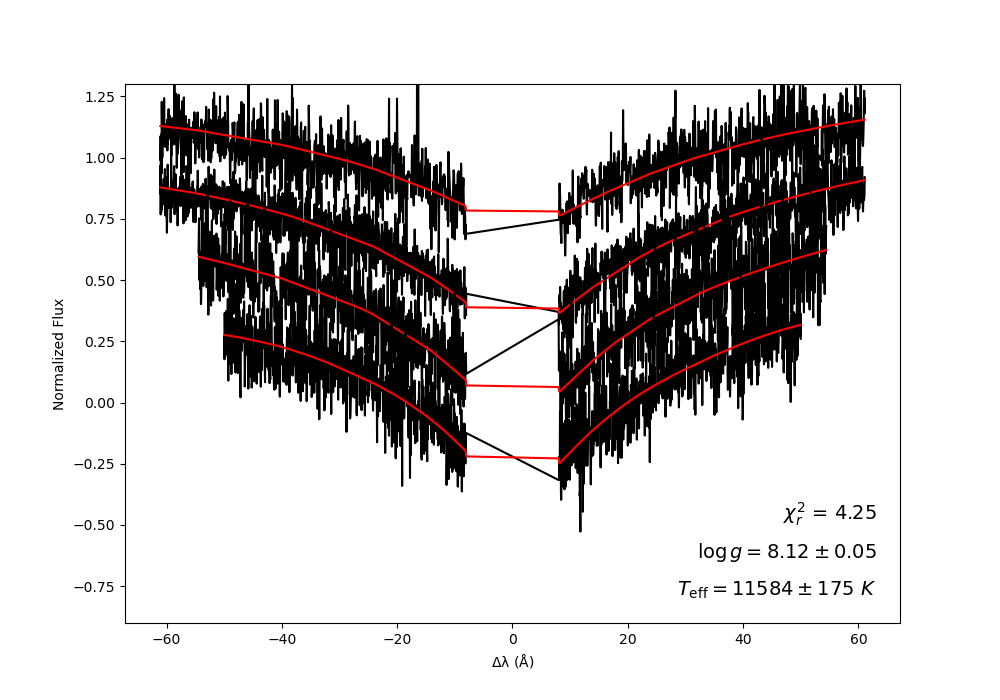 1.25
1.00
0.75
0.50
0.25
0.00
−0.25
−0.50
−0.75
Normalized Flux
χ²ᵣ = 4.25
log g = 8.12 ± 0.05
T_eff = 11584 ± 175 K
−60 −40 −20 0 20 40 60
Δλ (Å)